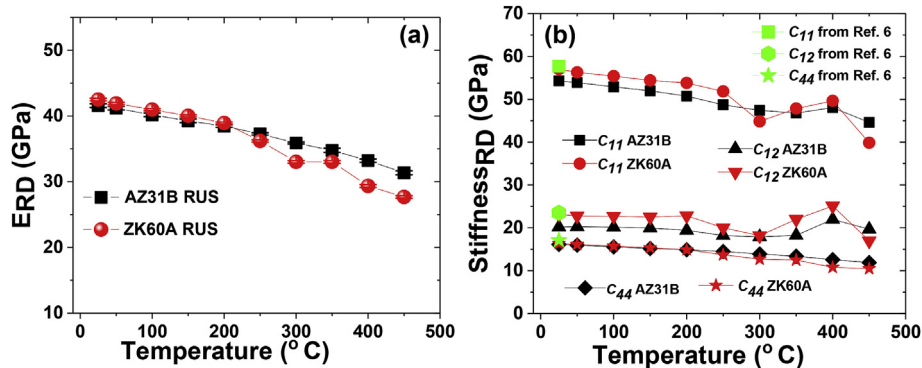 (a)
E_RD (GPa)
60
50
40
30
20
10
AZ31B RUS
ZK60A RUS
0 100 200 300 400 500
Temperature (° C)
(b)
Stiffness_RD (GPa)
70
60
50
40
30
20
10
0
C11 from Ref. 6
C12 from Ref. 6
C44 from Ref. 6
C11 AZ31B
C11 ZK60A
C12 AZ31B
C12 ZK60A
C44 AZ31B C44 ZK60A
0 100 200 300 400 500
Temperature (° C)